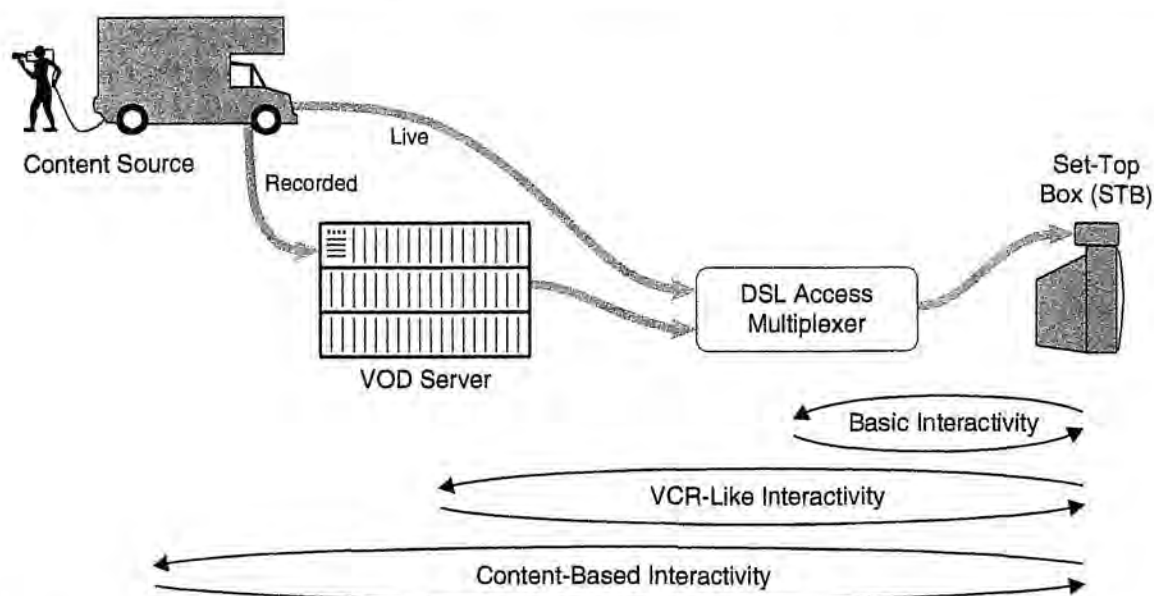 Content Source
Live
Recorded
Set-Top
Box (STB)
DSL Access
Multiplexer
VOD Server
Basic Interactivity
VCR-Like Interactivity
Content-Based Interactivity